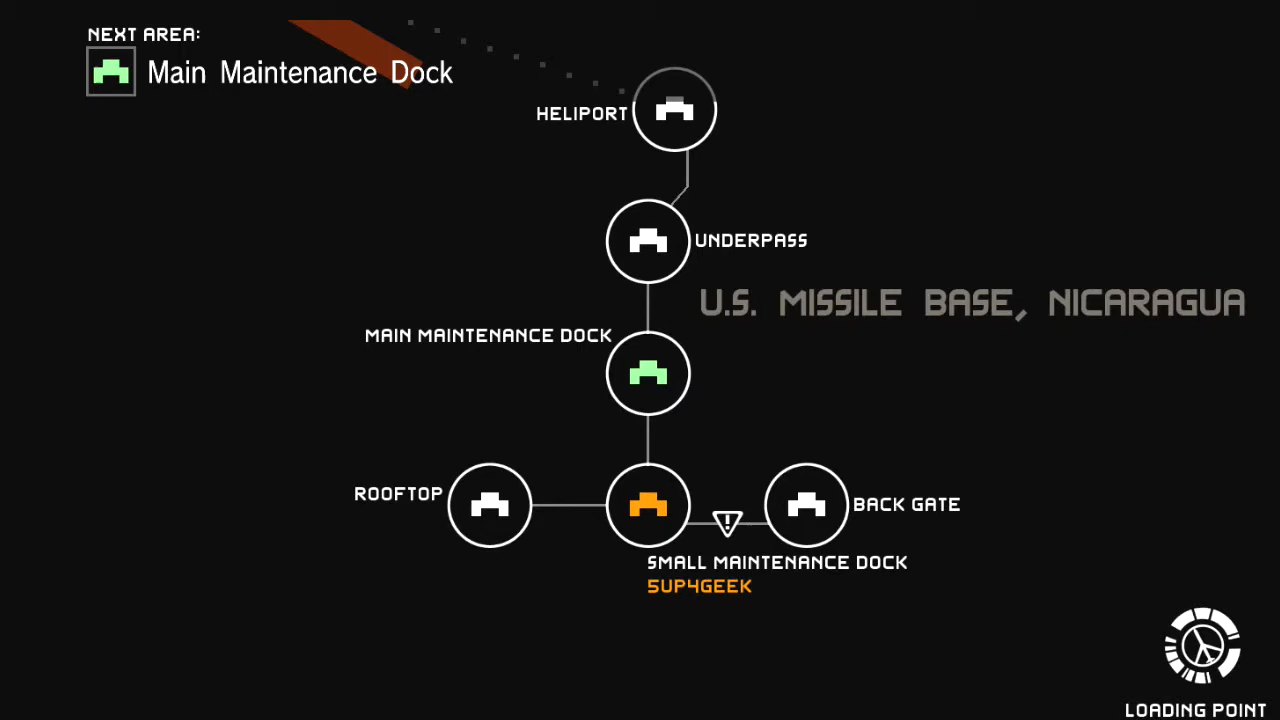 NEXT AREA:
Main Maintenance Dock
HELIPORT
UNDERPASS
U.S. MISSILE BASE, NICARAGUA
MAIN MAINTENANCE DOCK
ROOFTOP
!
BACK GATE
SMALL MAINTENANCE DOCK
5UP4GEEK
LOADING POINT